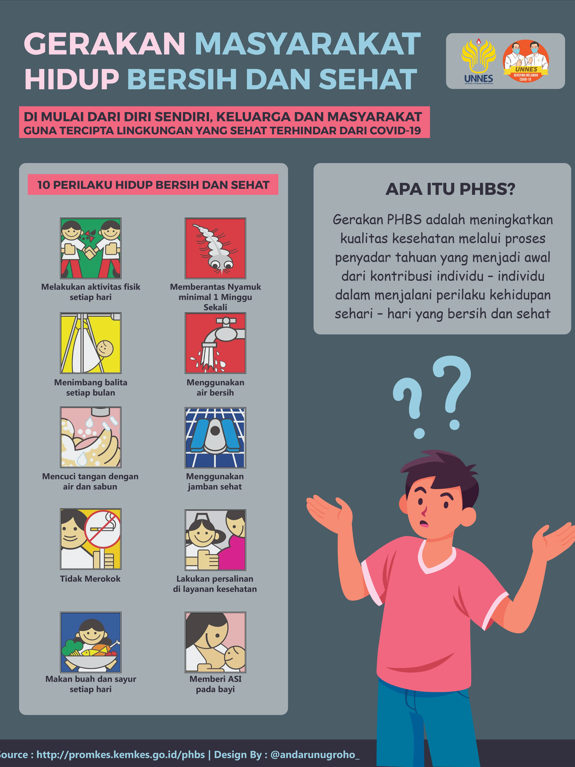 GERAKAN MASYARAKAT
HIDUP BERSIH DAN SEHAT
UNNES
UNNES
DI MULAI DARI DIRI SENDIRI, KELUARGA DAN MASYARAKAT
GUNA TERCIPTA LINGKUNGAN YANG SEHAT TERHINDAR DARI COVID-19
10 PERILAKU HIDUP BERSIH DAN SEHAT
Melakukan aktivitas fisik
setiap hari
Memberantas Nyamuk
minimal 1 Minggu
Sekali
Menimbang balita
setiap bulan
Menggunakan
air bersih
Mencuci tangan dengan
air dan sabun
Menggunakan
jamban sehat
Tidak Merokok
Lakukan persalinan
di layanan kesehatan
Makan buah dan sayur
setiap hari
Memberi ASI
pada bayi
APA ITU PHBS?
Gerakan PHBS adalah meningkatkan
kualitas kesehatan melalui proses
penyadar tahuan yang menjadi awal
dari kontribusi individu – individu
dalam menjalani perilaku kehidupan
sehari – hari yang bersih dan sehat
? ?
Source : http://promkes.kemkes.go.id/phbs | Design By : @andarunugroho_